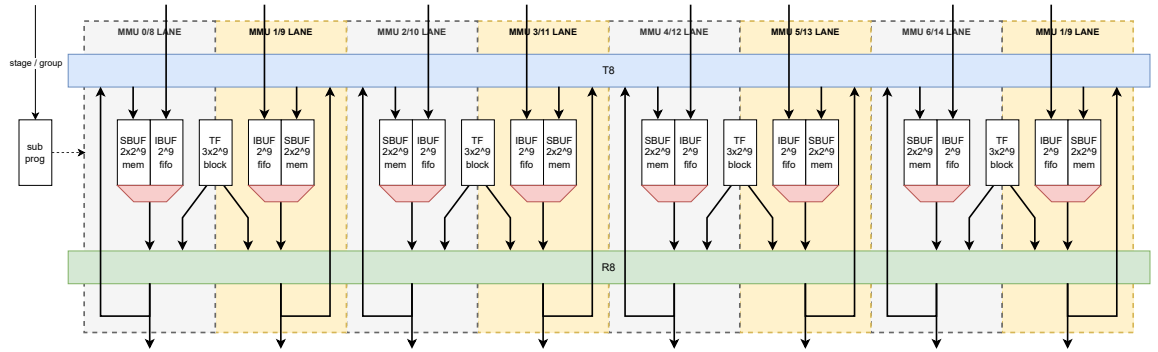 MMU 0/8 LANE
MMU 1/9 LANE
MMU 2/10 LANE
MMU 3/11 LANE
MMU 4/12 LANE
MMU 5/13 LANE
MMU 6/14 LANE
MMU 1/9 LANE
stage / group
T8
sub
prog
SBUF
2x2^9
mem
IBUF
2^9
fifo
TF
3x2^9
block
IBUF
2^9
fifo
SBUF
2x2^9
mem
SBUF
2x2^9
mem
IBUF
2^9
fifo
TF
3x2^9
block
IBUF
2^9
fifo
SBUF
2x2^9
mem
SBUF
2x2^9
mem
IBUF
2^9
fifo
TF
3x2^9
block
IBUF
2^9
fifo
SBUF
2x2^9
mem
SBUF
2x2^9
mem
IBUF
2^9
fifo
TF
3x2^9
block
IBUF
2^9
fifo
SBUF
2x2^9
mem
R8